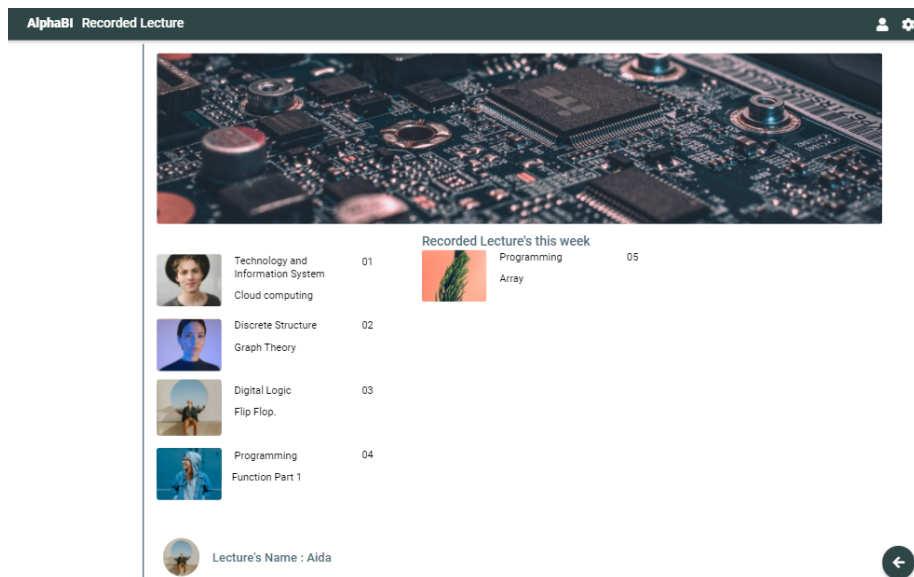 AlphaBI Recorded Lecture
Recorded Lecture's this week
Technology and
Information System
01
Cloud computing
Discrete Structure
02
Graph Theory
Digital Logic
03
Flip Flop.
Programming
04
Function Part 1
Programming
05
Array
Lecture's Name : Aida